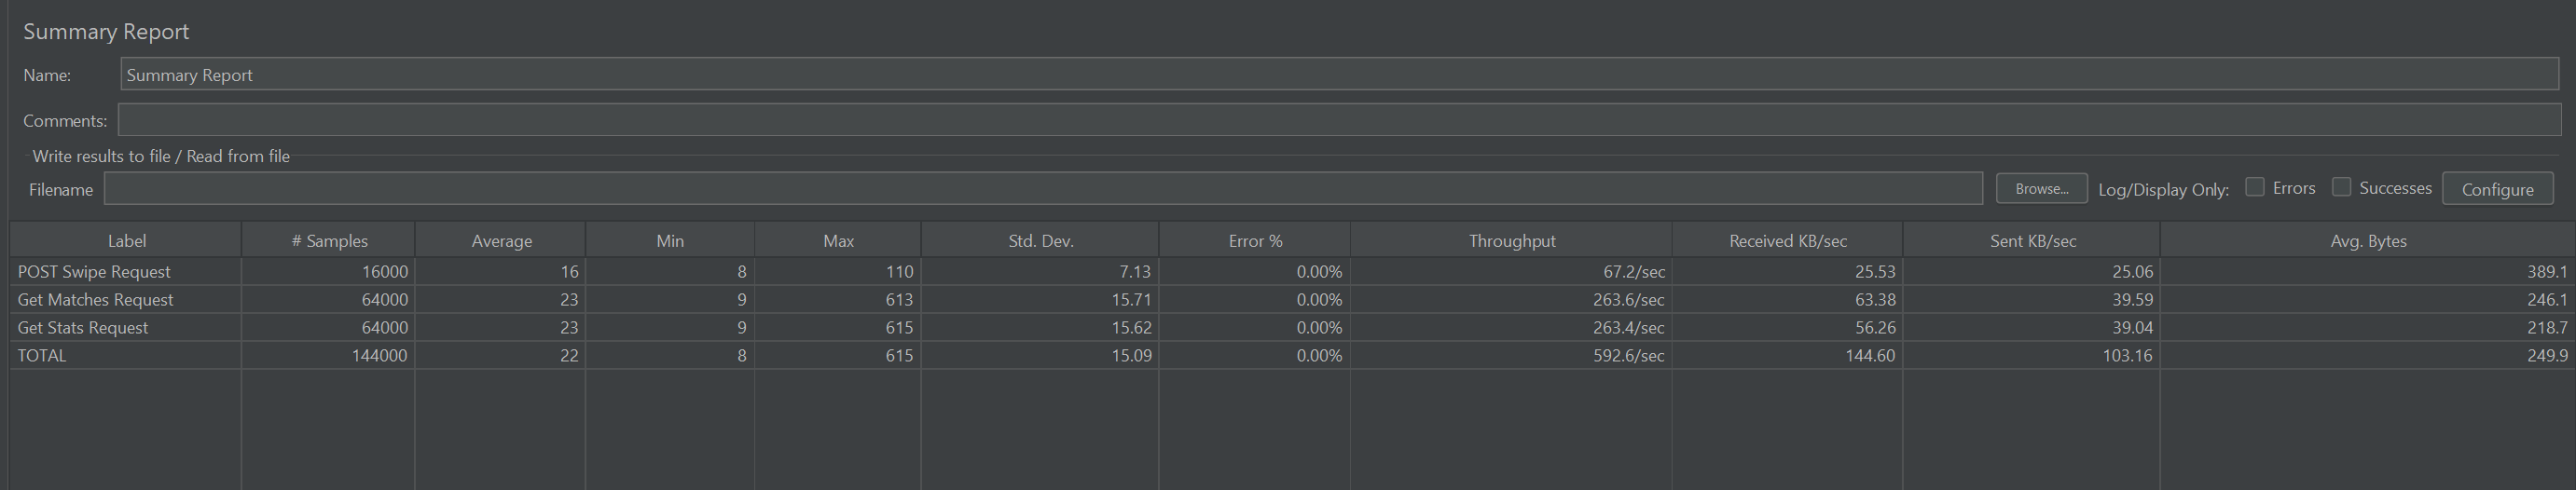 Summary Report
Name: Summary Report
Comments:
Write results to file / Read from file
Filename Browse... Log/Display Only: Errors Successes Configure
Label # Samples Average Min Max Std. Dev. Error % Throughput Received KB/sec Sent KB/sec Avg. Bytes
POST Swipe Request 16000 16 8 110 7.13 0.00% 67.2/sec 25.53 25.06 389.1
Get Matches Request 64000 23 9 613 15.71 0.00% 263.6/sec 63.38 39.59 246.1
Get Stats Request 64000 23 9 615 15.62 0.00% 263.4/sec 56.26 39.04 218.7
TOTAL 144000 22 8 615 15.09 0.00% 592.6/sec 144.60 103.16 249.9